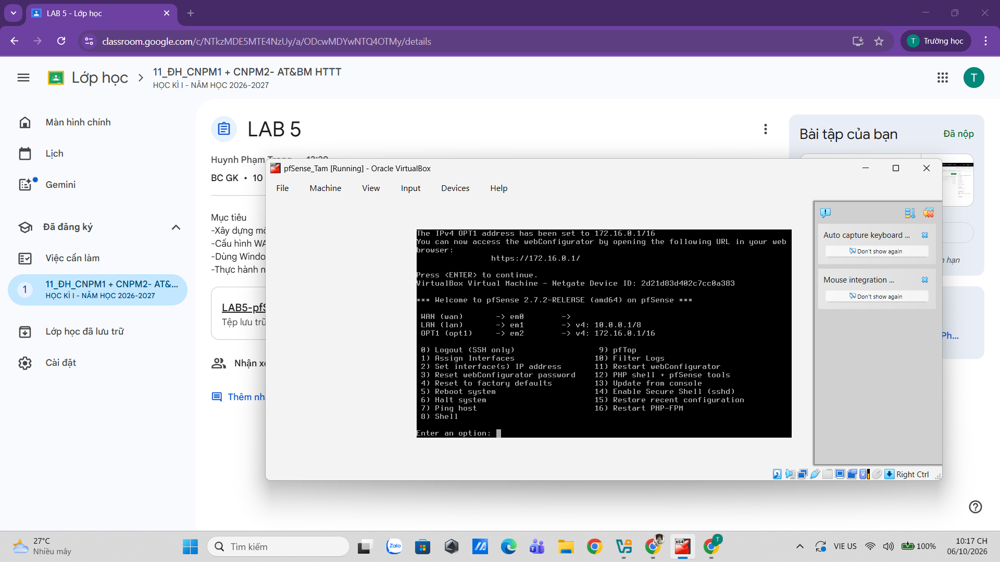 LAB 5 - Lớp học
classroom.google.com/c/NTkzMDE5MTE4NzUy/a/ODcwMDYwNTQ4OTMy/details
T
Trường học
Lớp học
11_ĐH_CNPM1 + CNPM2- AT&BM HTTT
HỌC KÌ I - NĂM HỌC 2026-2027
T
Màn hình chính
Lịch
Gemini
Đã đăng ký
Việc cần làm
1
11_ĐH_CNPM1 + CNPM2- AT&...
HỌC KÌ I - NĂM HỌC 2026-2027
Lớp học đã lưu trữ
Cài đặt
LAB 5
Huynh Phạm
BC GK • 10
Mục tiêu
-Xây dựng
-Cấu hình WA
-Dùng Windo
-Thực hành n
LAB5-pfS
Tệp lưu trữ
Nhận xé
Thêm nh
Bài tập của bạn
Đã nộp
hạn
Ph...
pfSense_Tam [Running] - Oracle VirtualBox
File Machine View Input Devices Help
The IPv4 OPT1 address has been set to 172.16.0.1/16
You can now access the webConfigurator by opening the following URL in your web
browser:
https://172.16.0.1/
Press <ENTER> to continue.
VirtualBox Virtual Machine - Netgate Device ID: 2d21d83d402c7cc0a383
*** Welcome to pfSense 2.7.2-RELEASE (amd64) on pfSense ***
WAN (wan) -> em0 ->
LAN (lan) -> em1 -> v4: 10.0.0.1/8
OPT1 (opt1) -> em2 -> v4: 172.16.0.1/16
0) Logout (SSH only) 9) pfTop
1) Assign Interfaces 10) Filter Logs
2) Set interface(s) IP address 11) Restart webConfigurator
3) Reset webConfigurator password 12) PHP shell + pfSense tools
4) Reset to factory defaults 13) Update from console
5) Reboot system 14) Enable Secure Shell (sshd)
6) Halt system 15) Restore recent configuration
7) Ping host 16) Restart PHP-FPM
8) Shell
Enter an option:
Auto capture keyboard ...
Don't show again
Mouse integration ...
Don't show again
Right Ctrl
27°C
Nhiều mây
Tìm kiếm
Zalo
VIE US
100%
10:17 CH
06/10/2026